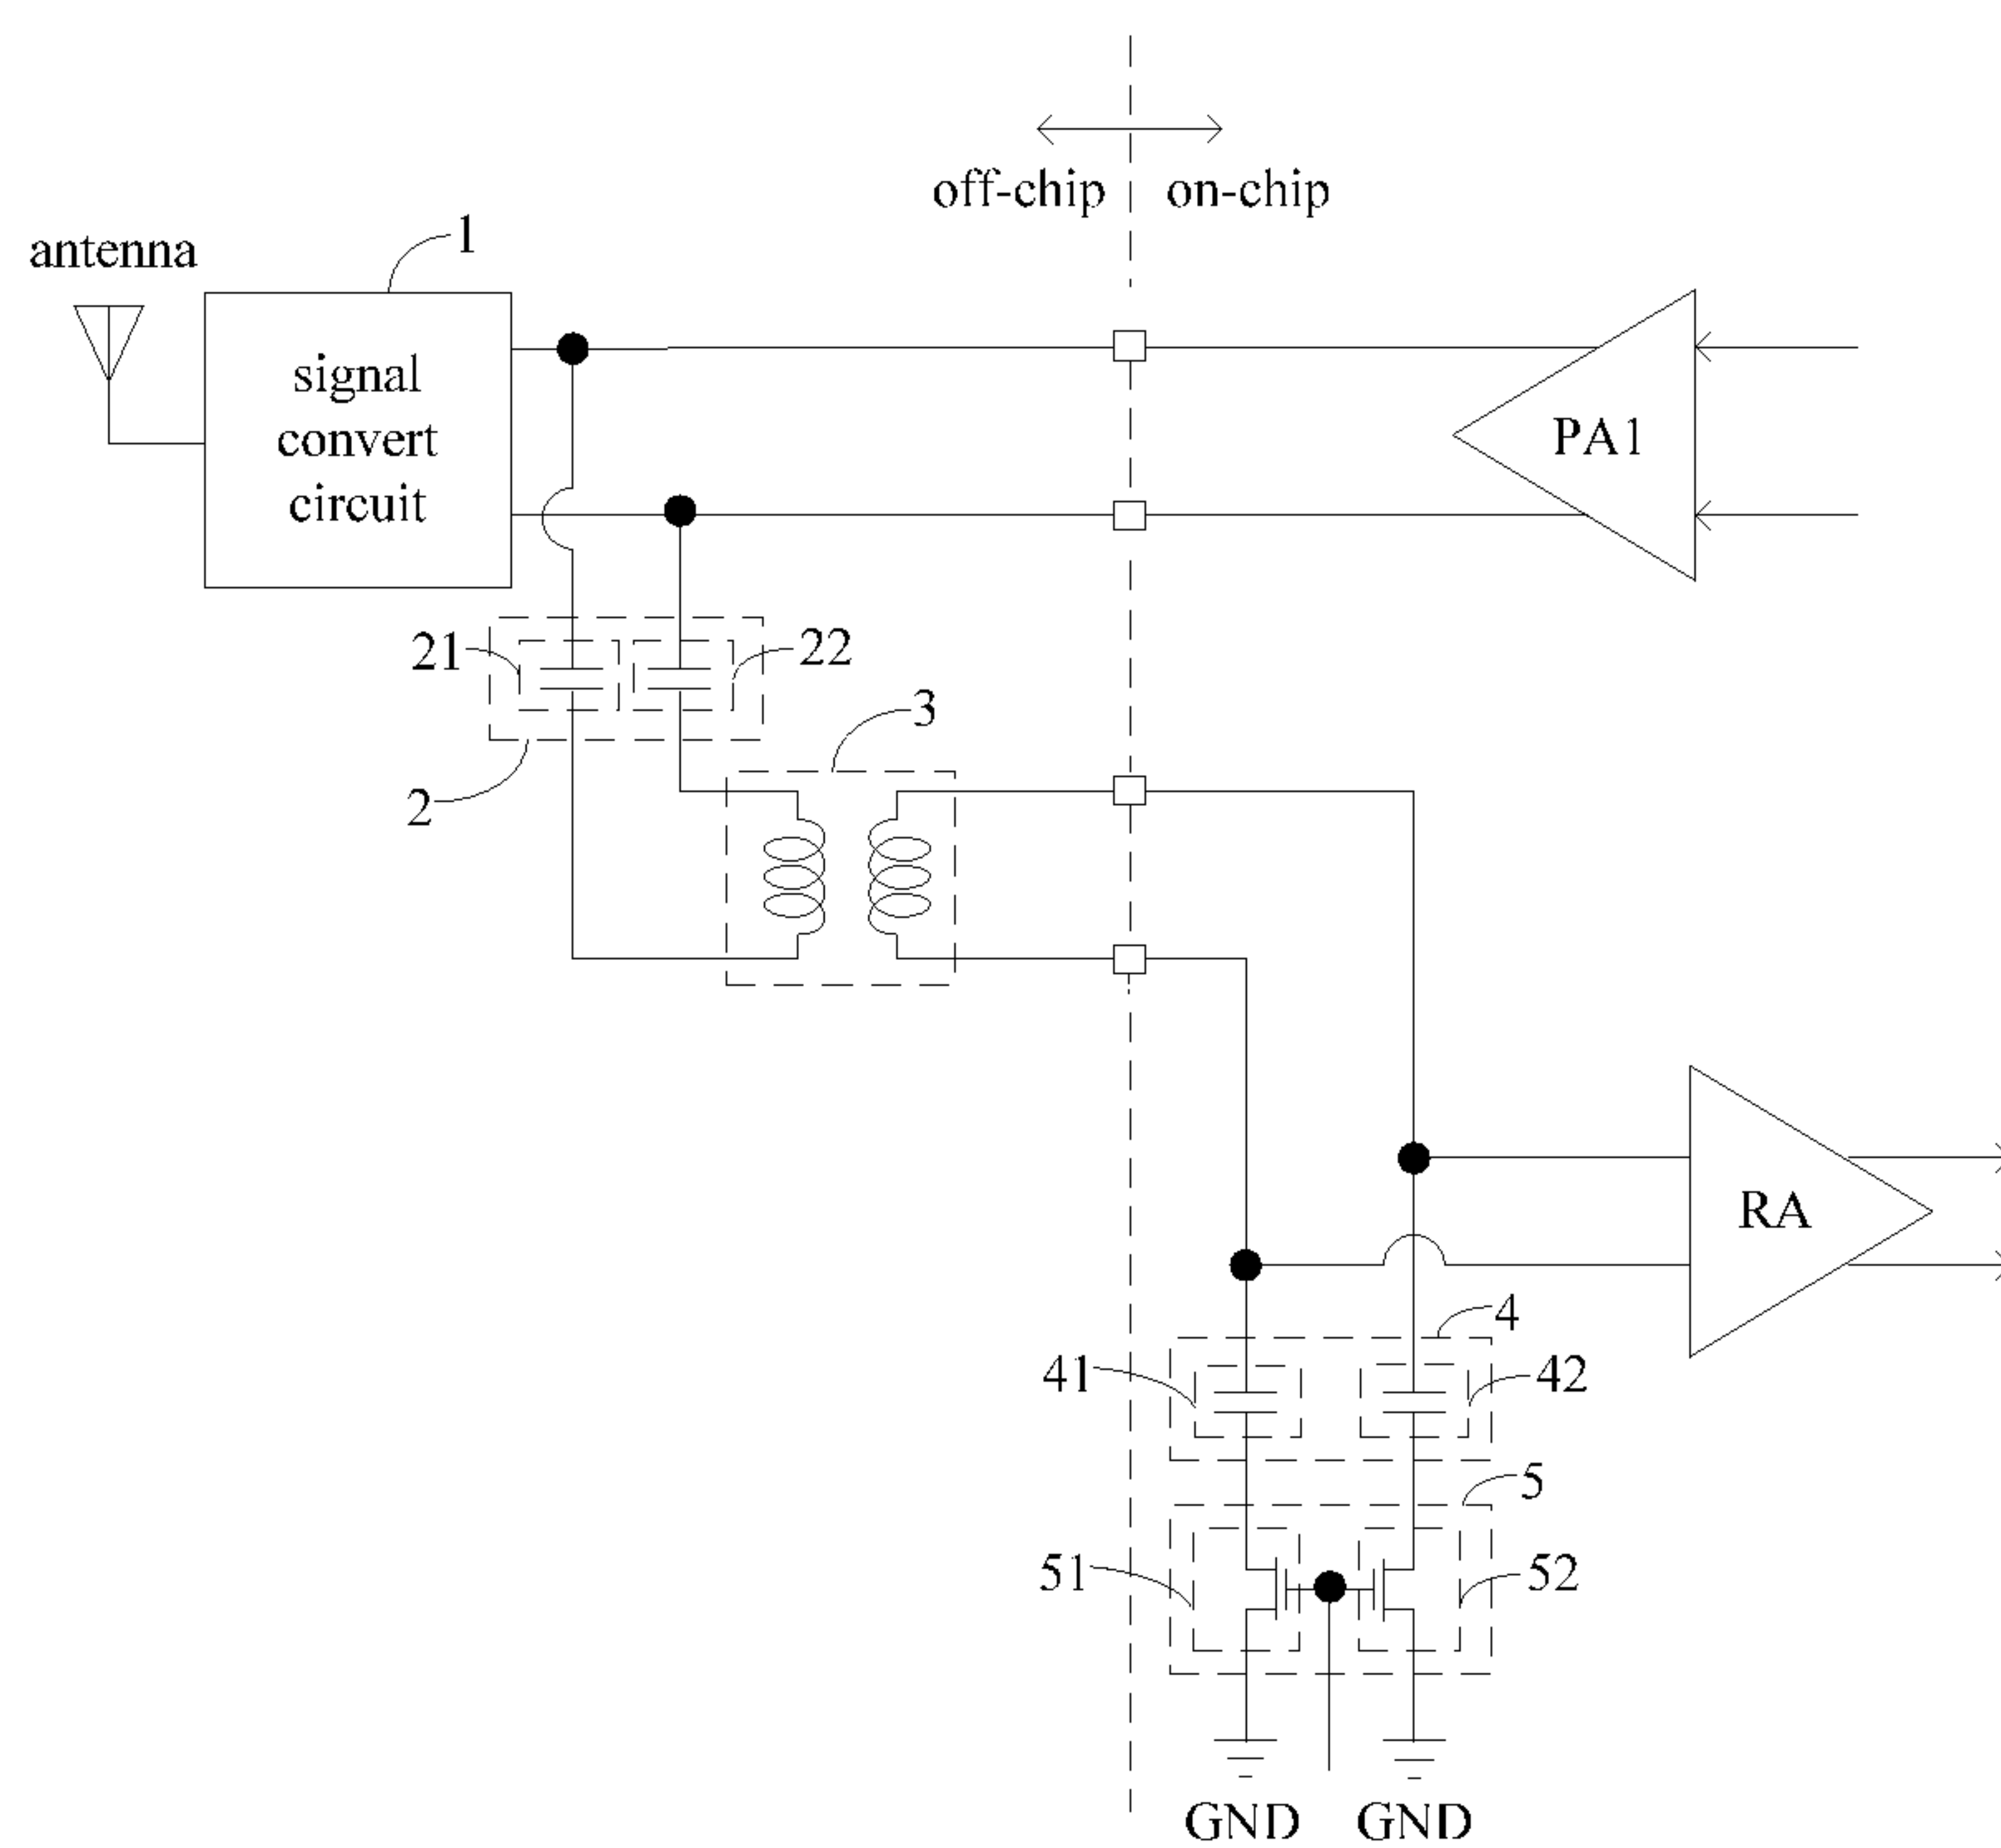 off-chip
on-chip
1
antenna
signal
convert
circuit
PA1
21
22
3
2
RA
4
41
42
5
51
52
GND
GND